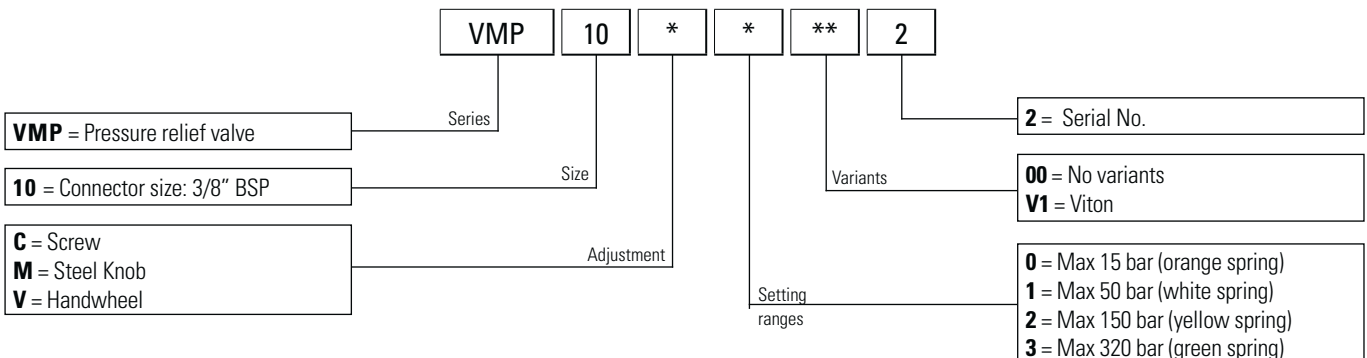 VMP 10 * * ** 2
Series
VMP = Pressure relief valve
2 = Serial No.
Size
10 = Connector size: 3/8" BSP
Variants
00 = No variants
V1 = Viton
C = Screw
M = Steel Knob
V = Handwheel
Adjustment
Setting
ranges
0 = Max 15 bar (orange spring)
1 = Max 50 bar (white spring)
2 = Max 150 bar (yellow spring)
3 = Max 320 bar (green spring)